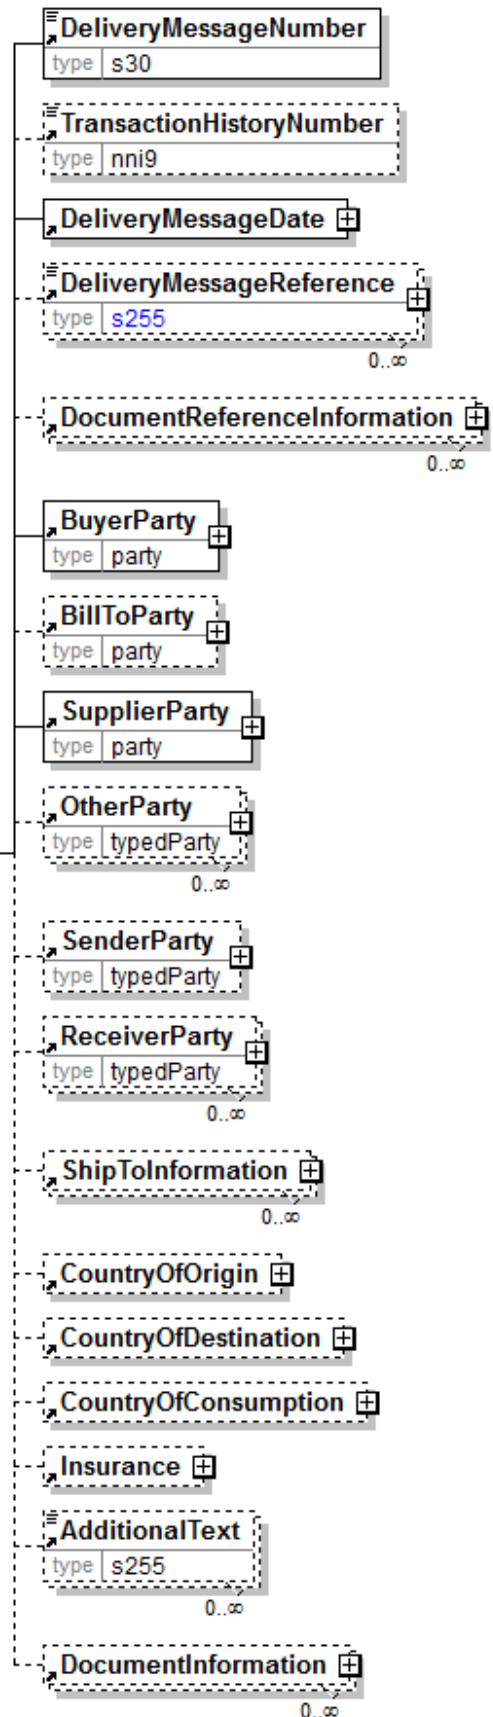 DeliveryMessageNumber
type s30
TransactionHistoryNumber
type nni9
DeliveryMessageDate
DeliveryMessageReference
type s255
0..∞
DocumentReferenceInformation
0..∞
BuyerParty
type party
BillToParty
type party
SupplierParty
type party
OtherParty
type typedParty
0..∞
SenderParty
type typedParty
ReceiverParty
type typedParty
0..∞
ShipToInformation
0..∞
CountryOfOrigin
CountryOfDestination
CountryOfConsumption
Insurance
AdditionalText
type s255
0..∞
DocumentInformation
0..∞